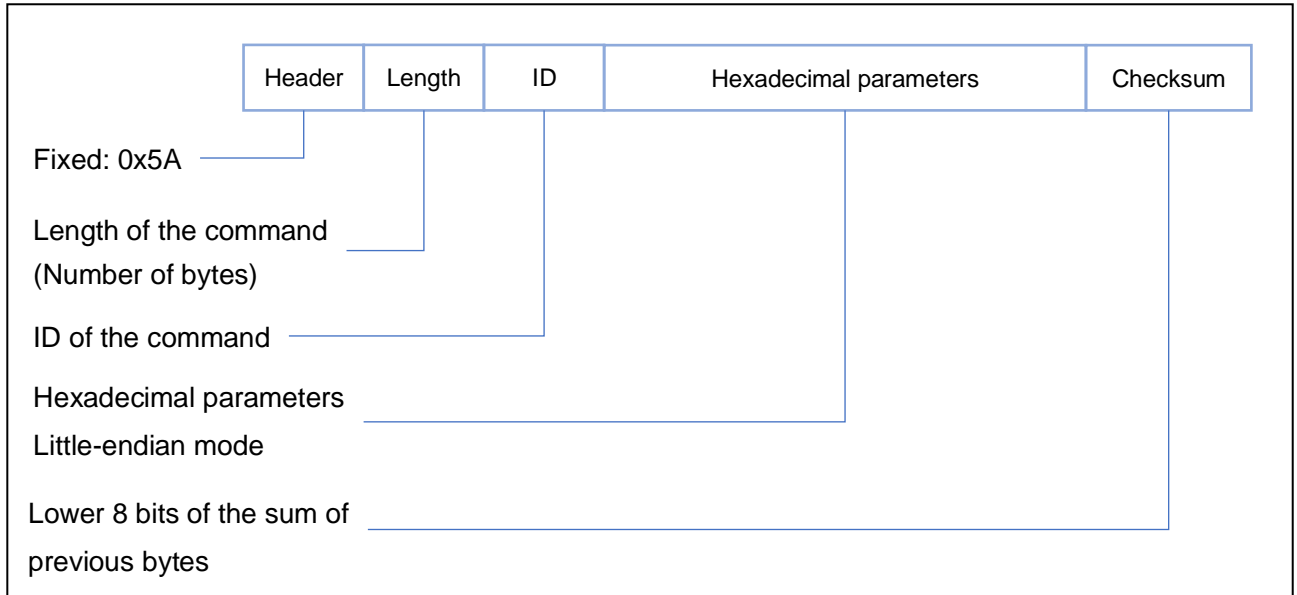 Header Length ID Hexadecimal parameters Checksum
Fixed: 0x5A
Length of the command
(Number of bytes)
ID of the command
Hexadecimal parameters
Little-endian mode
Lower 8 bits of the sum of
previous bytes